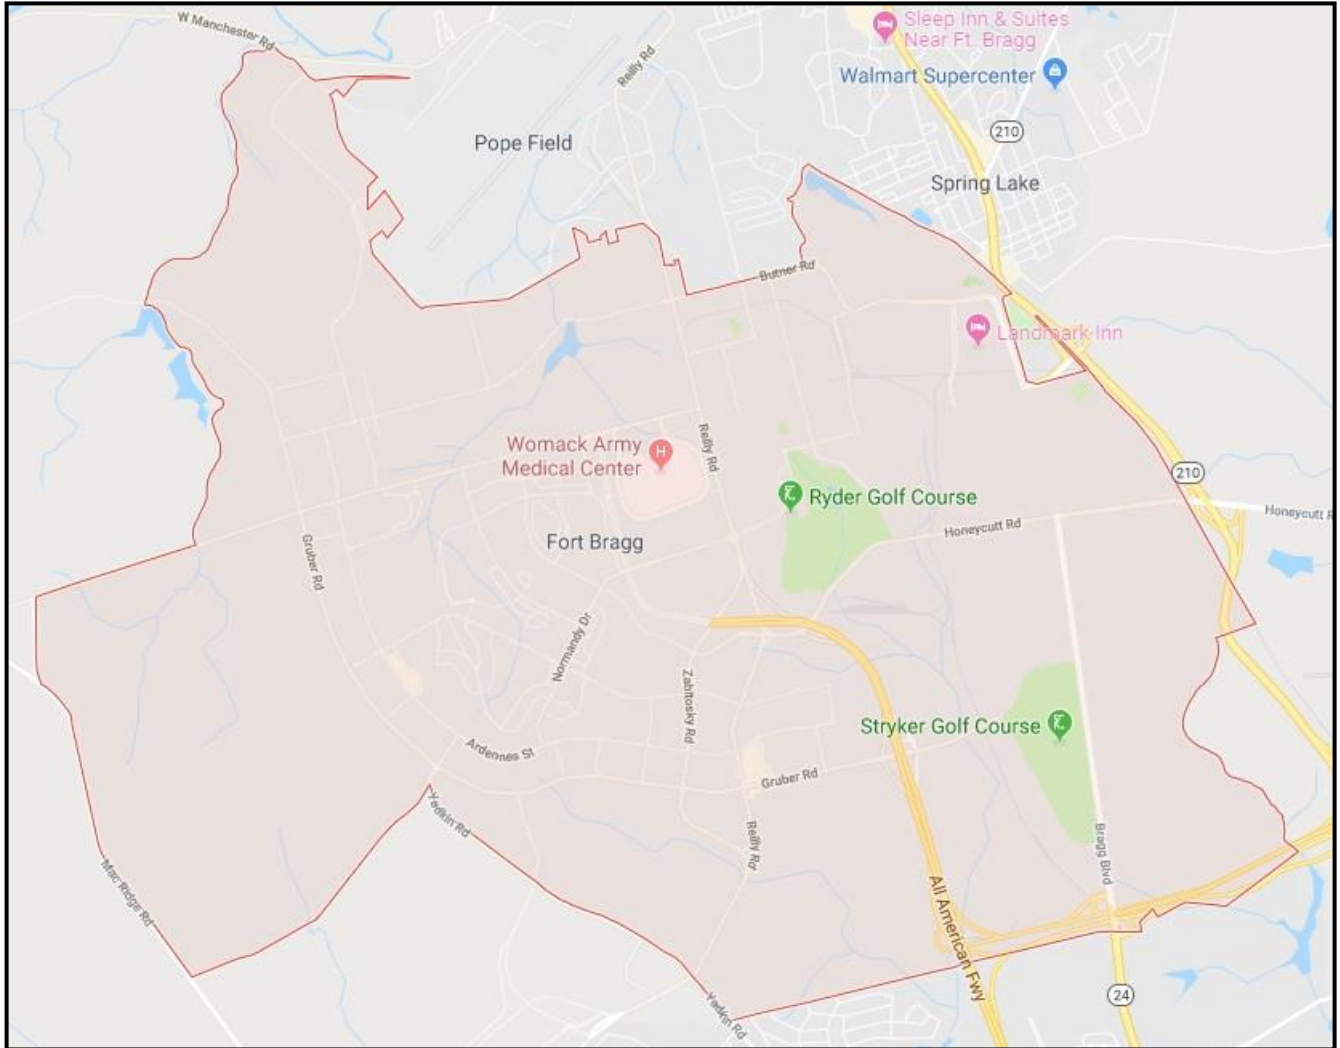 W Manchester Rd
Reilly Rd
Sleep Inn & Suites
Near Ft. Bragg
Walmart Supercenter
210
Pope Field
Spring Lake
Butner Rd
Landmark Inn
Womack Army
Medical Center
H
Reilly Rd
210
Ryder Golf Course
Honeycutt Rd
Honeycutt R
Fort Bragg
Gruber Rd
Normandy Dr
Zabitosky Rd
Stryker Golf Course
Ardennes St
Gruber Rd
Yadkin Rd
Reilly Rd
Bragg Blvd
Mac Ridge Rd
All American Fwy
24
Yadkin Rd